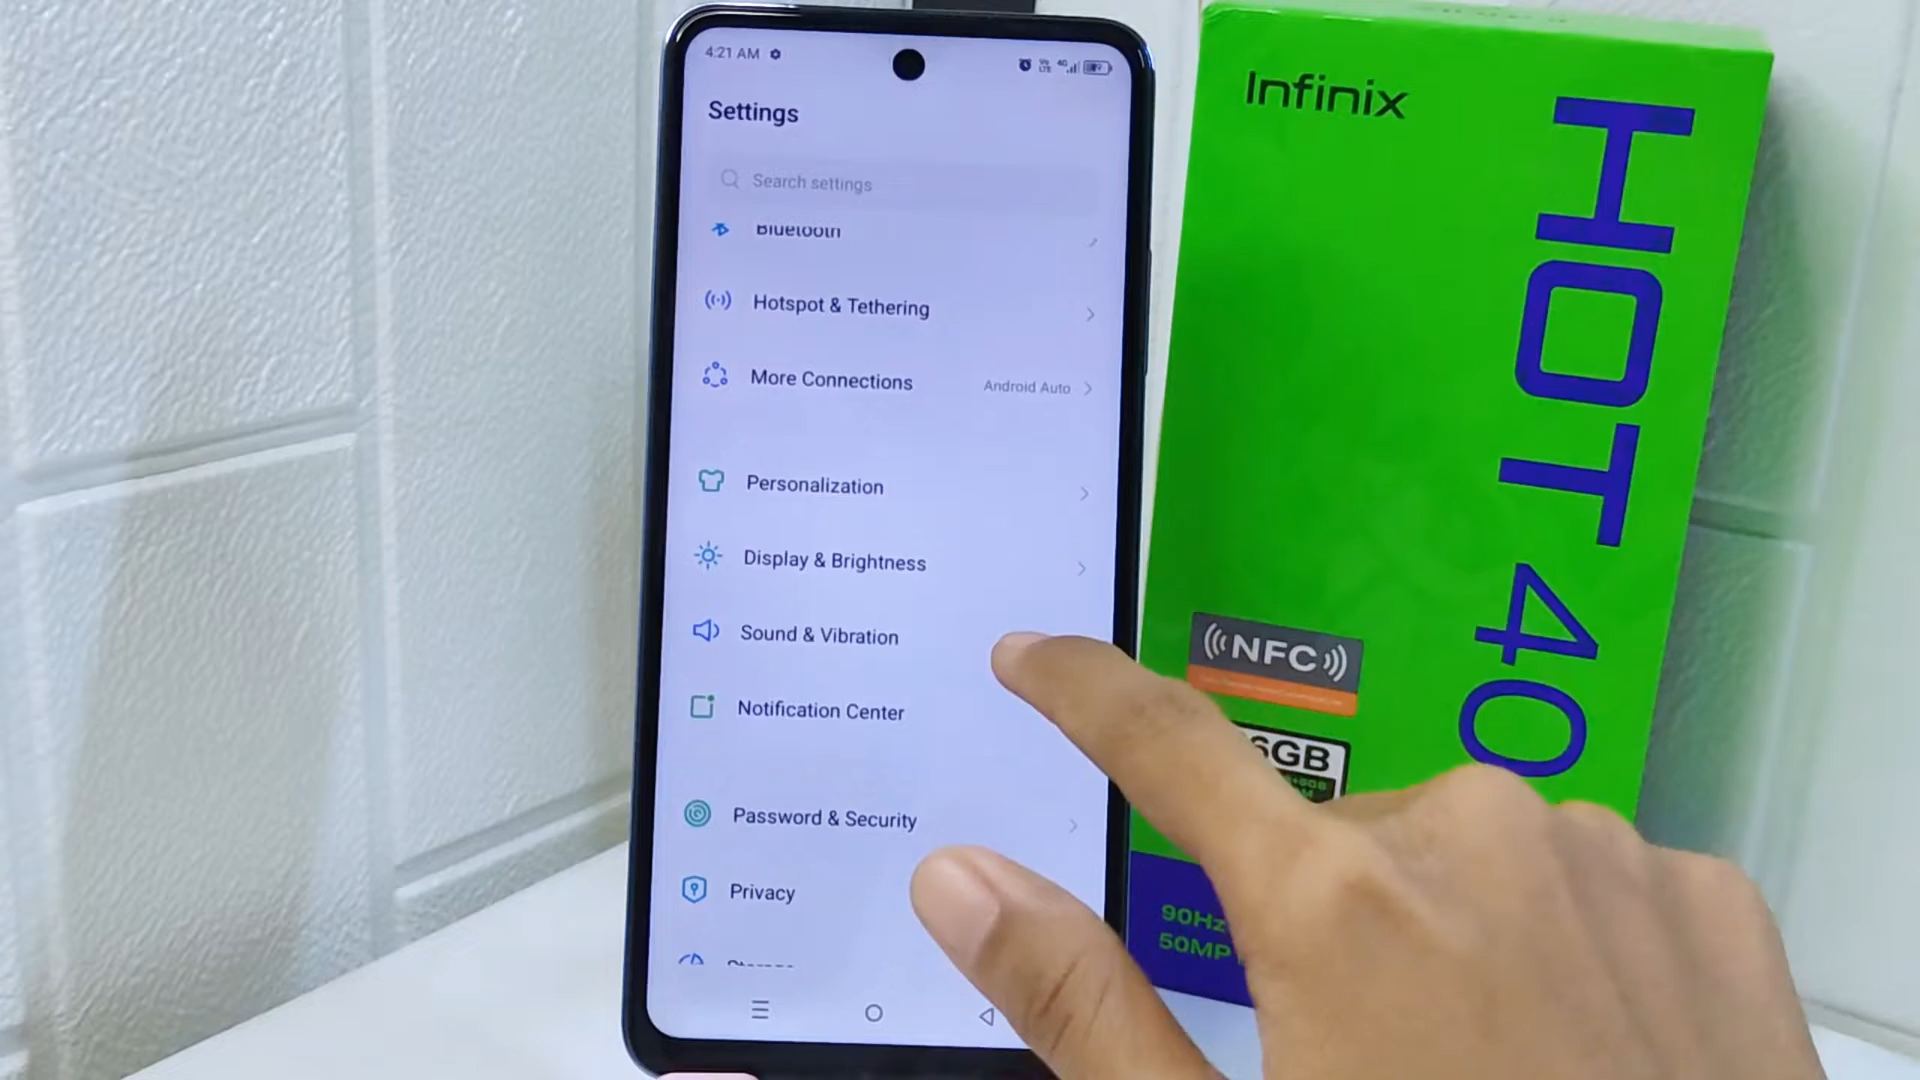 4:21 AM
Settings
Search settings
Bluetooth
Hotspot & Tethering
More Connections
Android Auto
Personalization
Display & Brightness
Sound & Vibration
Notification Center
Password & Security
Privacy
Infinix
HOT 40
NFC
6GB
90Hz
50MP